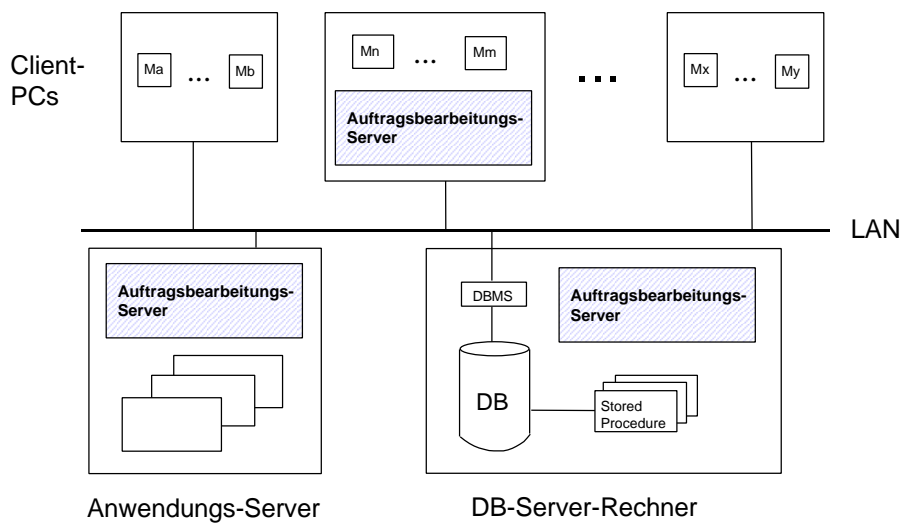 Client-
PCs
Ma
...
Mb
Mn
...
Mm
Auftragsbearbeitungs-
Server
...
Mx
...
My
LAN
Auftragsbearbeitungs-
Server
DBMS
Auftragsbearbeitungs-
Server
DB
Stored
Procedure
Anwendungs-Server
DB-Server-Rechner